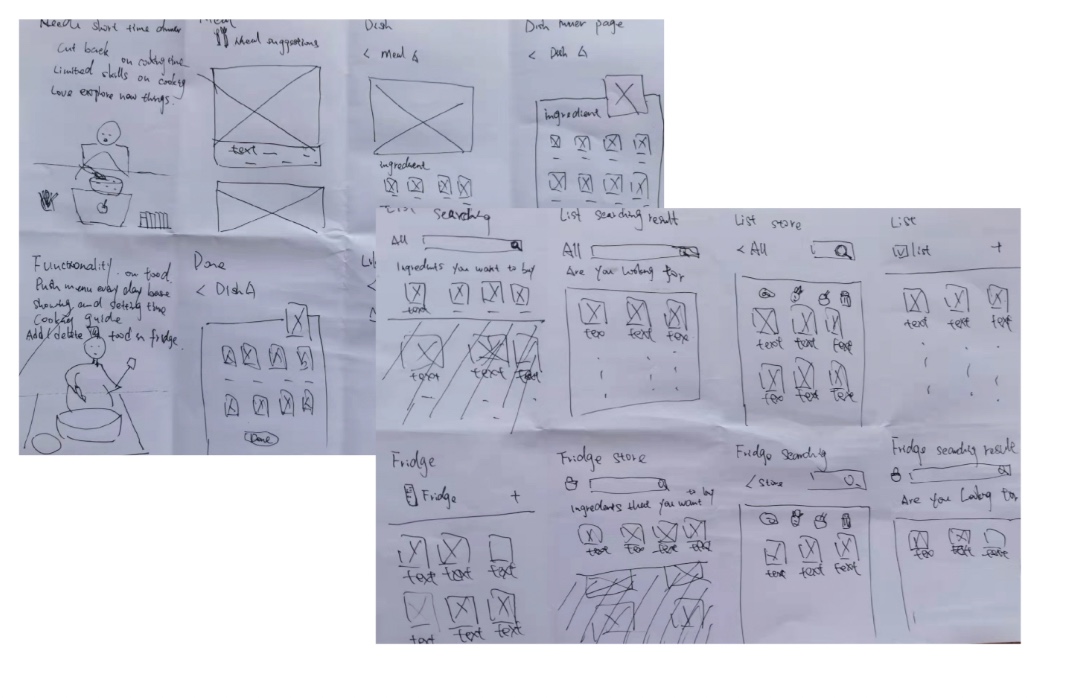 Needs short time dinner
Cut back on cooking time
Limited skills on cooking
Love explore new things.
Meal
Meal suggestions
text
Dish
< Meal
ingredient
Dish inner page
< Dish
ingredient
Functionality. on food
Push menu every day base
showing and setting time
Cooking guide
Add/delete food in fridge.
Done
< Dish
Done
searching
All
Ingredients you want to buy
text
text
text
text
List searching result
All
Are You Looking for
tex
text
tex
List store
< All
text
text
text
tex
text
text
List
list
+
text
text
text
Fridge
Fridge
+
text
text
text
text
text
text
Fridge store
to buy
Ingredients that you want
text
Tex
text
text
Fridge searching
< Store
text
text
text
Fridge searching result
Are you Looking for
tex
text
texte